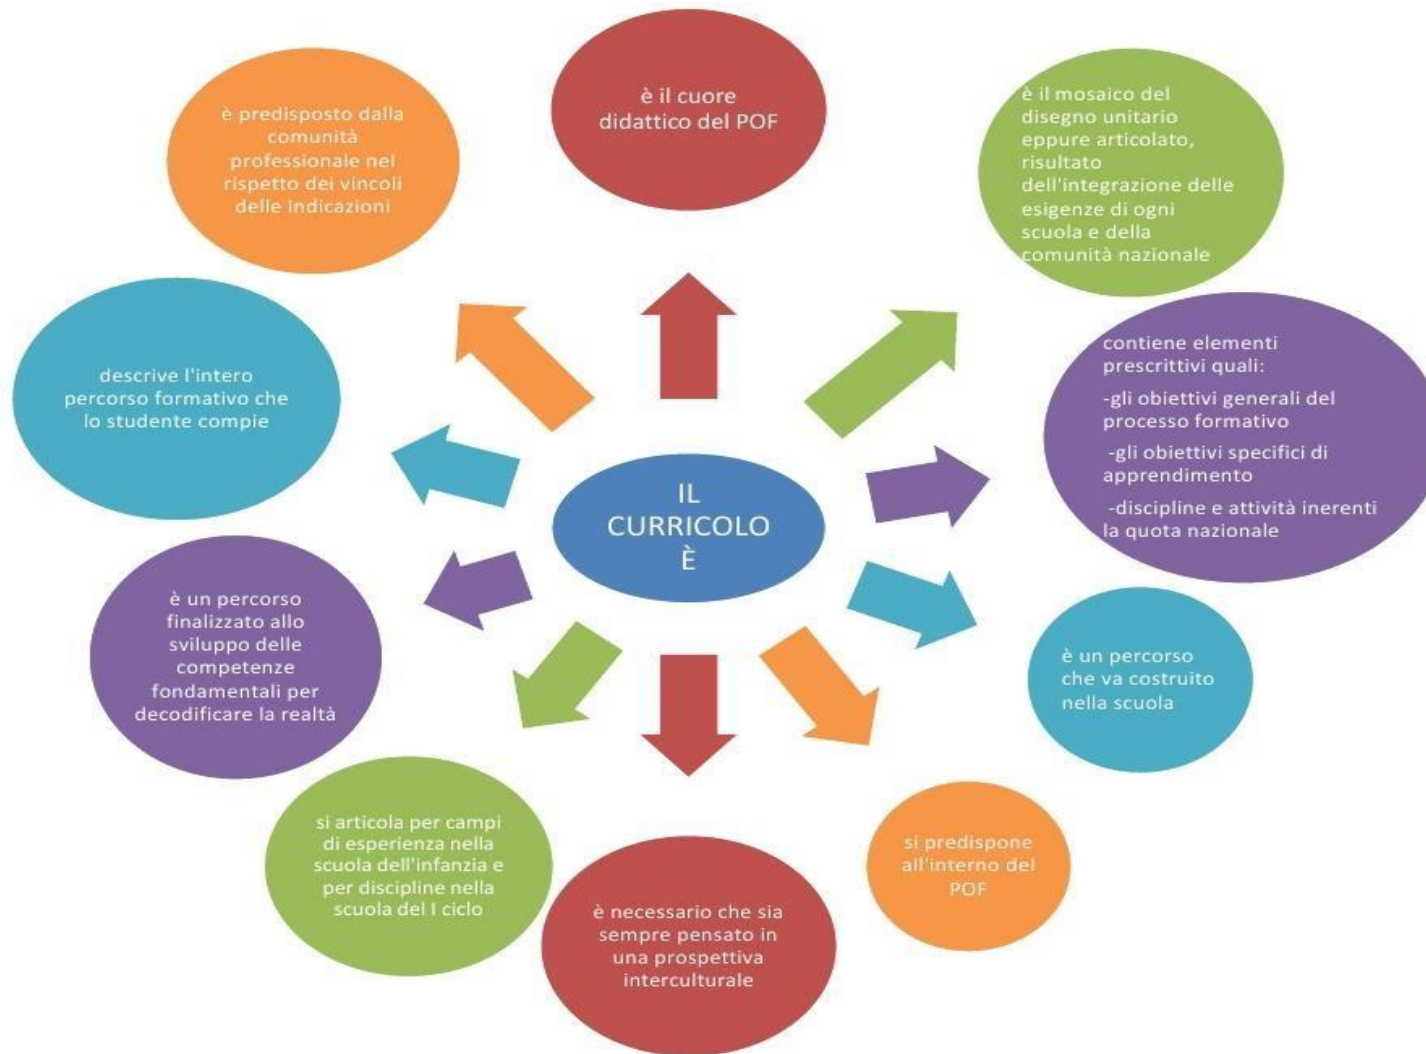 è il cuore
didattico del POF
è il mosaico del
disegno unitario
eppure articolato,
risultato
dell'integrazione delle
esigenze di ogni
scuola e della
comunità nazionale
contiene elementi
prescrittivi quali:
-gli obiettivi generali del
processo formativo
-gli obiettivi specifici di
apprendimento
-discipline e attività inerenti
la quota nazionale
è un percorso
che va costruito
nella scuola
si predispone
all'interno del
POF
è necessario che sia
sempre pensato in
una prospettiva
interculturale
si articola per campi
di esperienza nella
scuola dell'infanzia e
per discipline nella
scuola del I ciclo
è un percorso
finalizzato allo
sviluppo delle
competenze
fondamentali per
decodificare la realtà
descrive l'intero
percorso formativo che
lo studente compie
è predisposto dalla
comunità
professionale nel
rispetto dei vincoli
delle Indicazioni
IL
CURRICOLO
È